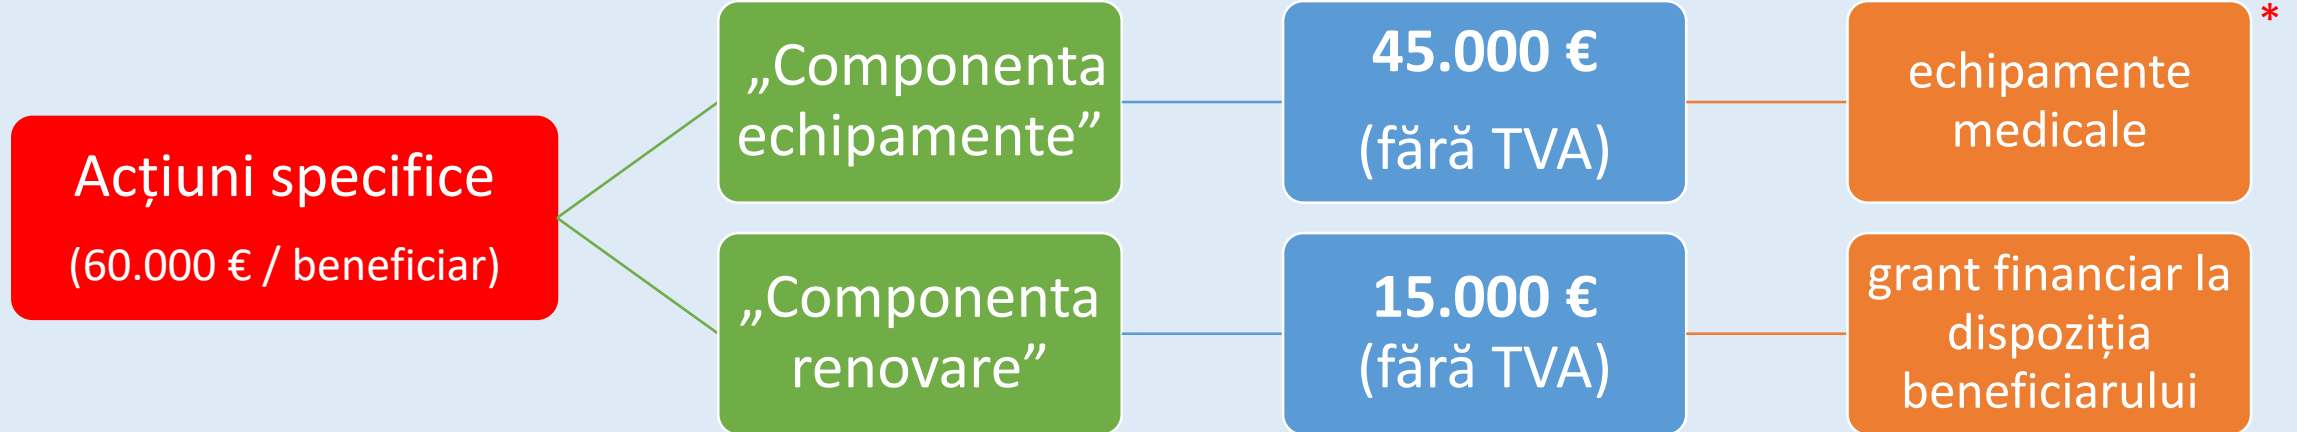 Acțiuni specifice
(60.000 € / beneficiar)
„Componenta
echipamente”
45.000 €
(fără TVA)
echipamente
medicale
*
„Componenta
renovare”
15.000 €
(fără TVA)
grant financiar la
dispoziția
beneficiarului